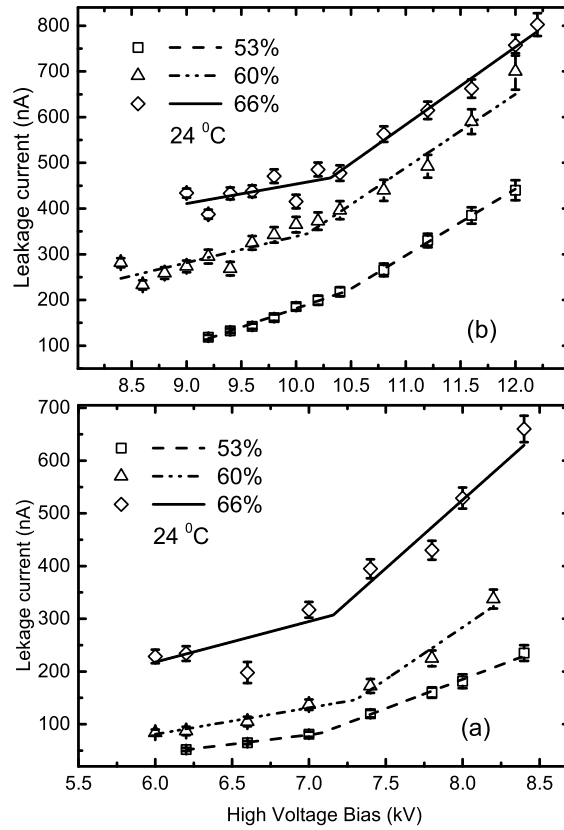 800
700
600
500
400
300
200
100
Leakage current (nA)
53%
60%
66%
24 ⁰C
(b)
8.5 9.0 9.5 10.0 10.5 11.0 11.5 12.0
700
600
500
400
300
200
100
Lekage current (nA)
53%
60%
66%
24 ⁰C
(a)
5.5 6.0 6.5 7.0 7.5 8.0 8.5
High Voltage Bias (kV)